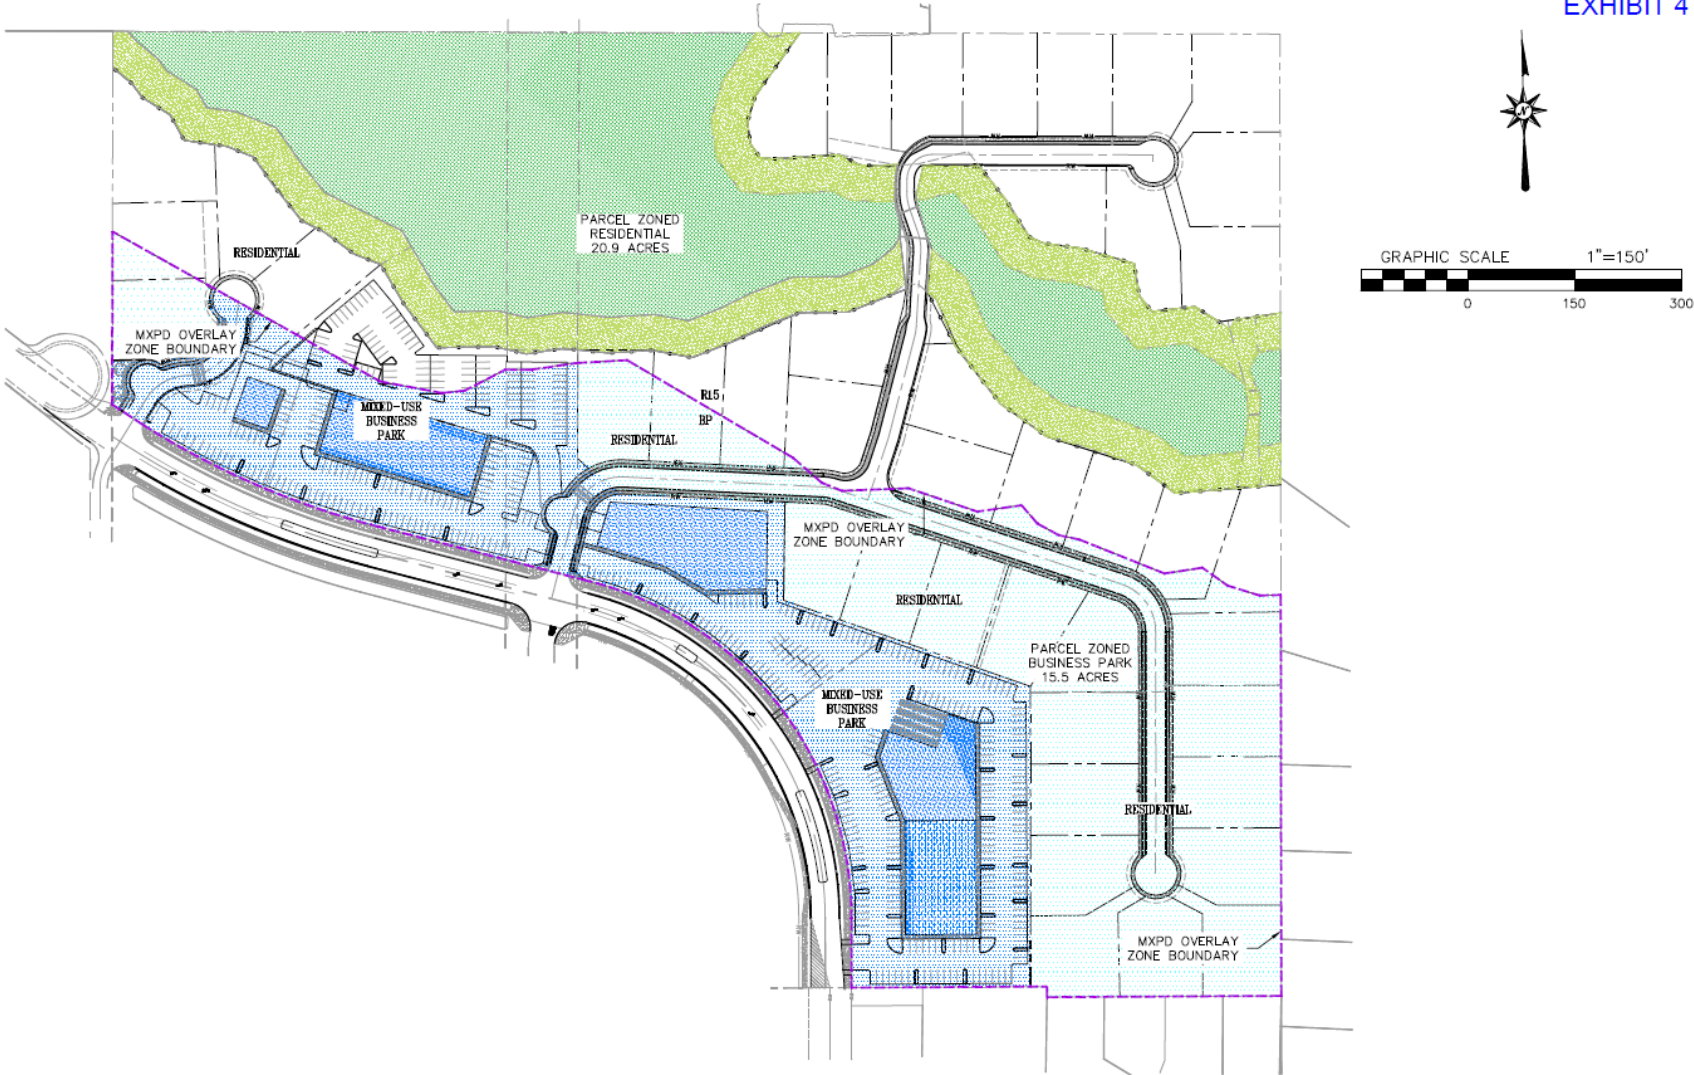 EXHIBIT 4
N
GRAPHIC SCALE 1"=150'
0 150 300
PARCEL ZONED
RESIDENTIAL
20.9 ACRES
RESIDENTIAL
MXPD OVERLAY
ZONE BOUNDARY
MIXED-USE
BUSINESS
PARK
R15
BP
RESIDENTIAL
MXPD OVERLAY
ZONE BOUNDARY
RESIDENTIAL
PARCEL ZONED
BUSINESS PARK
15.5 ACRES
MIXED-USE
BUSINESS
PARK
RESIDENTIAL
MXPD OVERLAY
ZONE BOUNDARY